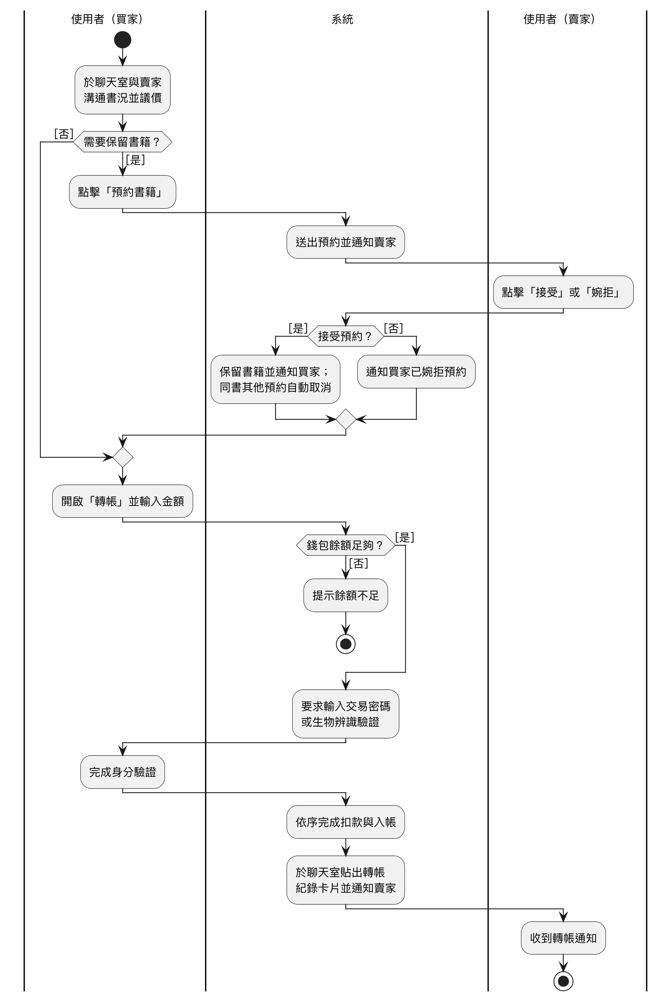 使用者（買家）
系統
使用者（賣家）
於聊天室與賣家
溝通書況並議價
[否]
需要保留書籍？
[是]
點擊「預約書籍」
送出預約並通知賣家
點擊「接受」或「婉拒」
[是]
接受預約？
[否]
保留書籍並通知買家；
同書其他預約自動取消
通知買家已婉拒預約
開啟「轉帳」並輸入金額
錢包餘額足夠？
[是]
[否]
提示餘額不足
要求輸入交易密碼
或生物辨識驗證
完成身分驗證
依序完成扣款與入帳
於聊天室貼出轉帳
紀錄卡片並通知賣家
收到轉帳通知